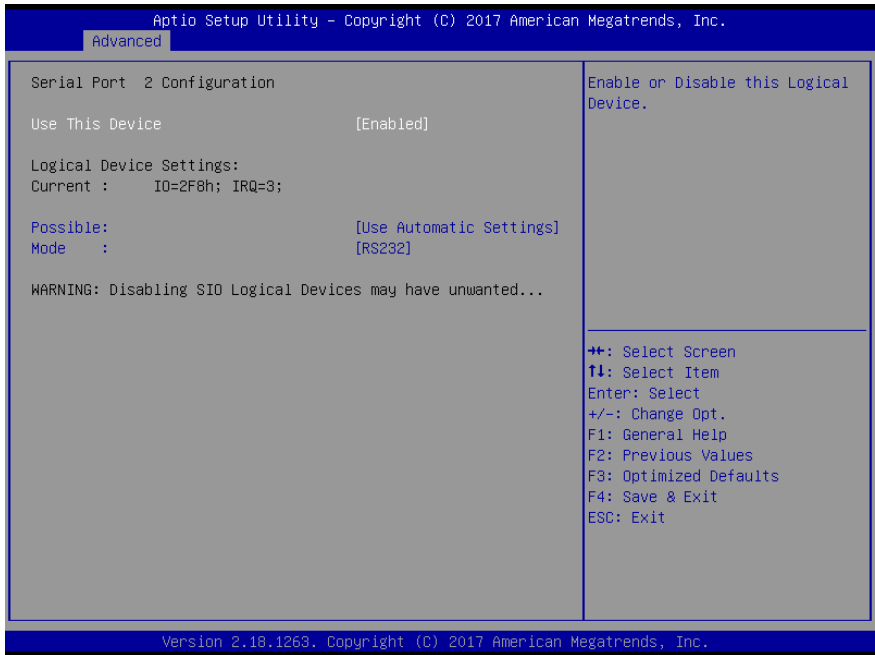 Aptio Setup Utility – Copyright (C) 2017 American Megatrends, Inc.
Advanced
Serial Port  2 Configuration
Use This Device [Enabled]
Logical Device Settings:
Current : IO=2F8h; IRQ=3;
Possible: [Use Automatic Settings]
Mode : [RS232]
WARNING: Disabling SIO Logical Devices may have unwanted...
Enable or Disable this Logical
Device.
→←: Select Screen
↑↓: Select Item
Enter: Select
+/-: Change Opt.
F1: General Help
F2: Previous Values
F3: Optimized Defaults
F4: Save & Exit
ESC: Exit
Version 2.18.1263. Copyright (C) 2017 American Megatrends, Inc.